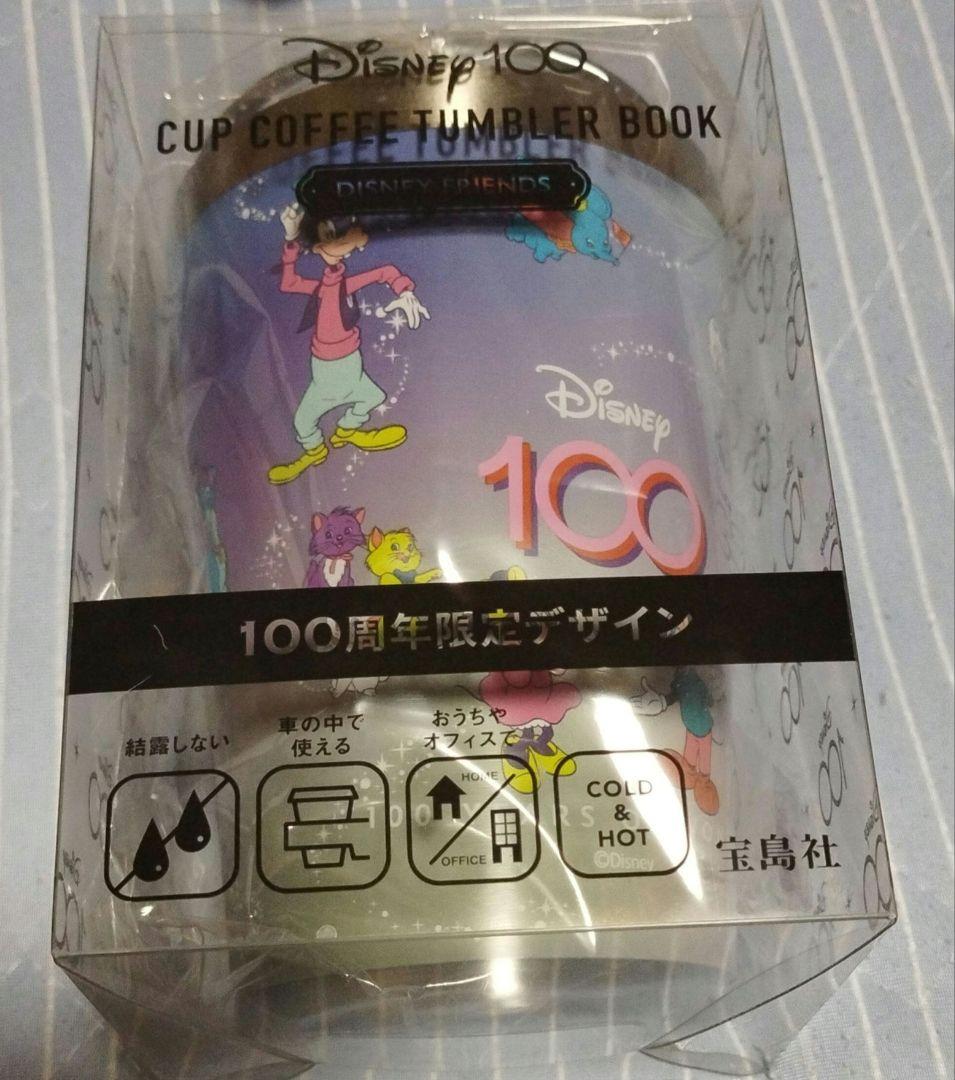 Disney 100
CUP COFFEE TUMBLER BOOK
DISNEY FRIENDS
Disney
100
100周年限定デザイン
結露しない
車の中で
使える
おうちや
オフィスで
HOME
OFFICE
COLD
&
HOT
©Disney
宝島社
100